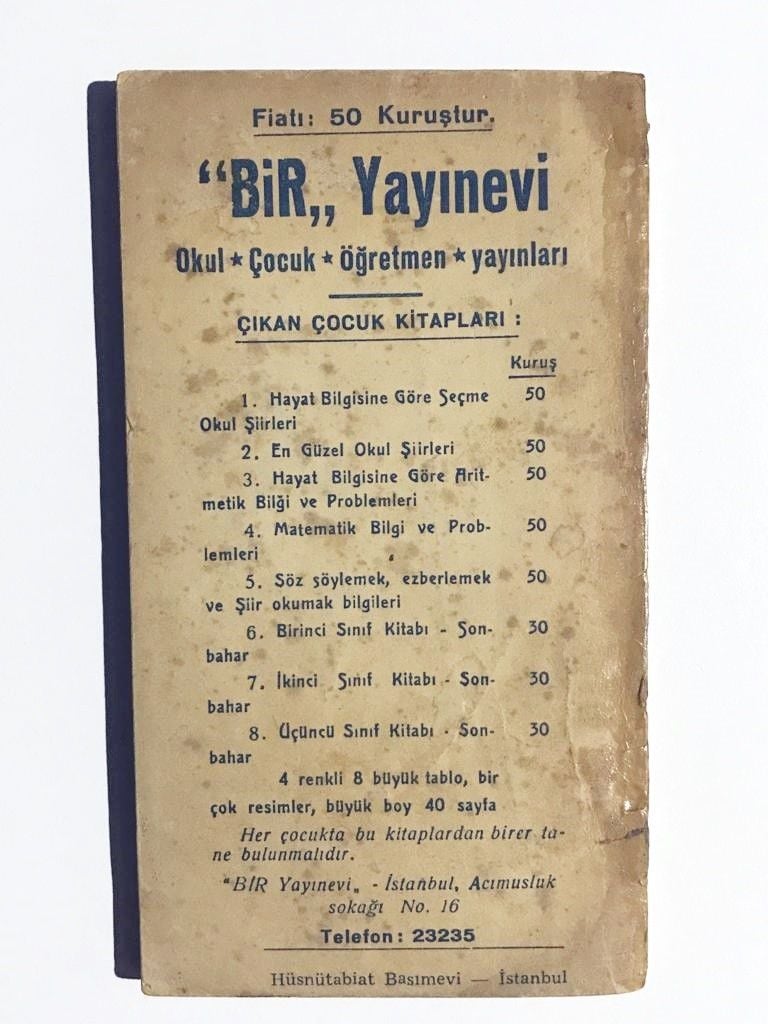 Fiatı: 50 Kuruştur.
“BiR„ Yayınevi
Okul ★ Çocuk ★ öğretmen ★ yayınları
ÇIKAN ÇOCUK KİTAPLARI :
Kuruş
1. Hayat Bilgisine Göre Seçme 50
Okul Şiirleri
2. En Güzel Okul Şiirleri 50
3. Hayat Bilgisine Göre Arit- 50
metik Bilği ve Problemleri
4. Matematik Bilgi ve Prob- 50
lemleri
5. Söz söylemek, ezberlemek 50
ve Şiir okumak bilgileri
6. Birinci Sınıf Kitabı - Son- 30
bahar
7. İkinci Sınıf Kitabı - Son- 30
bahar
8. Üçüncü Sınıf Kitabı - Son- 30
bahar
4 renkli 8 büyük tablo, bir
çok resimler, büyük boy 40 sayfa
Her çocukta bu kitaplardan birer ta-
ne bulunmalıdır.
“BİR Yayınevi„ - İstanbul, Acımusluk
sokağı No. 16
Telefon: 23235
Hüsnütabiat Basımevi — İstanbul